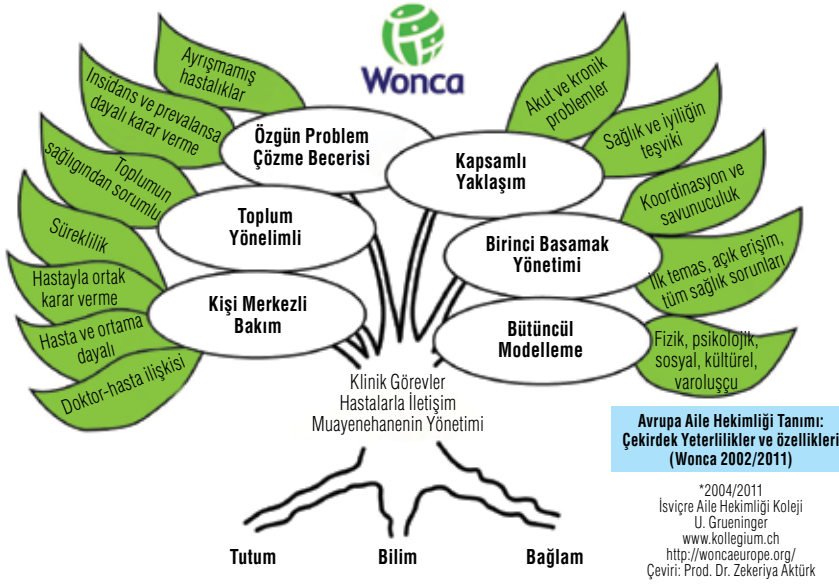 Wonca
Ayrışmamış
hastalıklar
Insidans ve prevalansa
dayalı karar verme
Toplumun
sağlıgından sorumlu
Süreklilik
Hastayla ortak
karar verme
Hasta ve ortama
dayalı
Doktor-hasta ilişkisi
Özgün Problem
Çözme Becerisi
Toplum
Yönelimli
Kişi Merkezli
Bakım
Kapsamlı
Yaklaşım
Birinci Basamak
Yönetimi
Bütüncül
Modelleme
Akut ve kronik
problemler
Sağlık ve iyiliğin
teşviki
Koordinasyon ve
savunuculuk
İlk temas, açık erişim,
tüm sağlık sorunları
Fizik, psikolojik,
sosyal, kültürel,
varoluşçu
Klinik Görevler
Hastalarla İletişim
Muayenehanenin Yönetimi
Tutum
Bilim
Bağlam
Avrupa Aile Hekimliği Tanımı:
Çekirdek Yeterlilikler ve özellikleri
(Wonca 2002/2011)
*2004/2011
İsviçre Aile Hekimliği Koleji
U. Grueninger
www.kollegium.ch
http://woncaeurope.org/
Çeviri: Prod. Dr. Zekeriya Aktürk